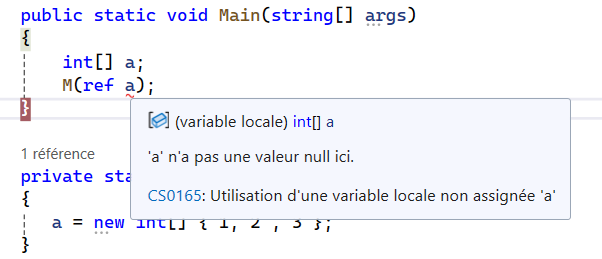 public static void Main(string[] args)
{
int[] a;
M(ref a);
}
(variable locale) int[] a
'a' n'a pas une valeur null ici.
CS0165: Utilisation d'une variable locale non assignée 'a'
1 référence
private sta
{
a = new int[] { 1, 2 , 3 };
}